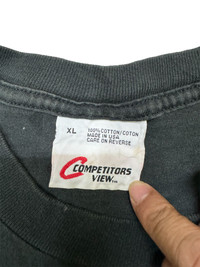 XL
100% COTTON/COTON
MADE IN USA
CARE ON REVERSE
COMPETITORS
VIEW